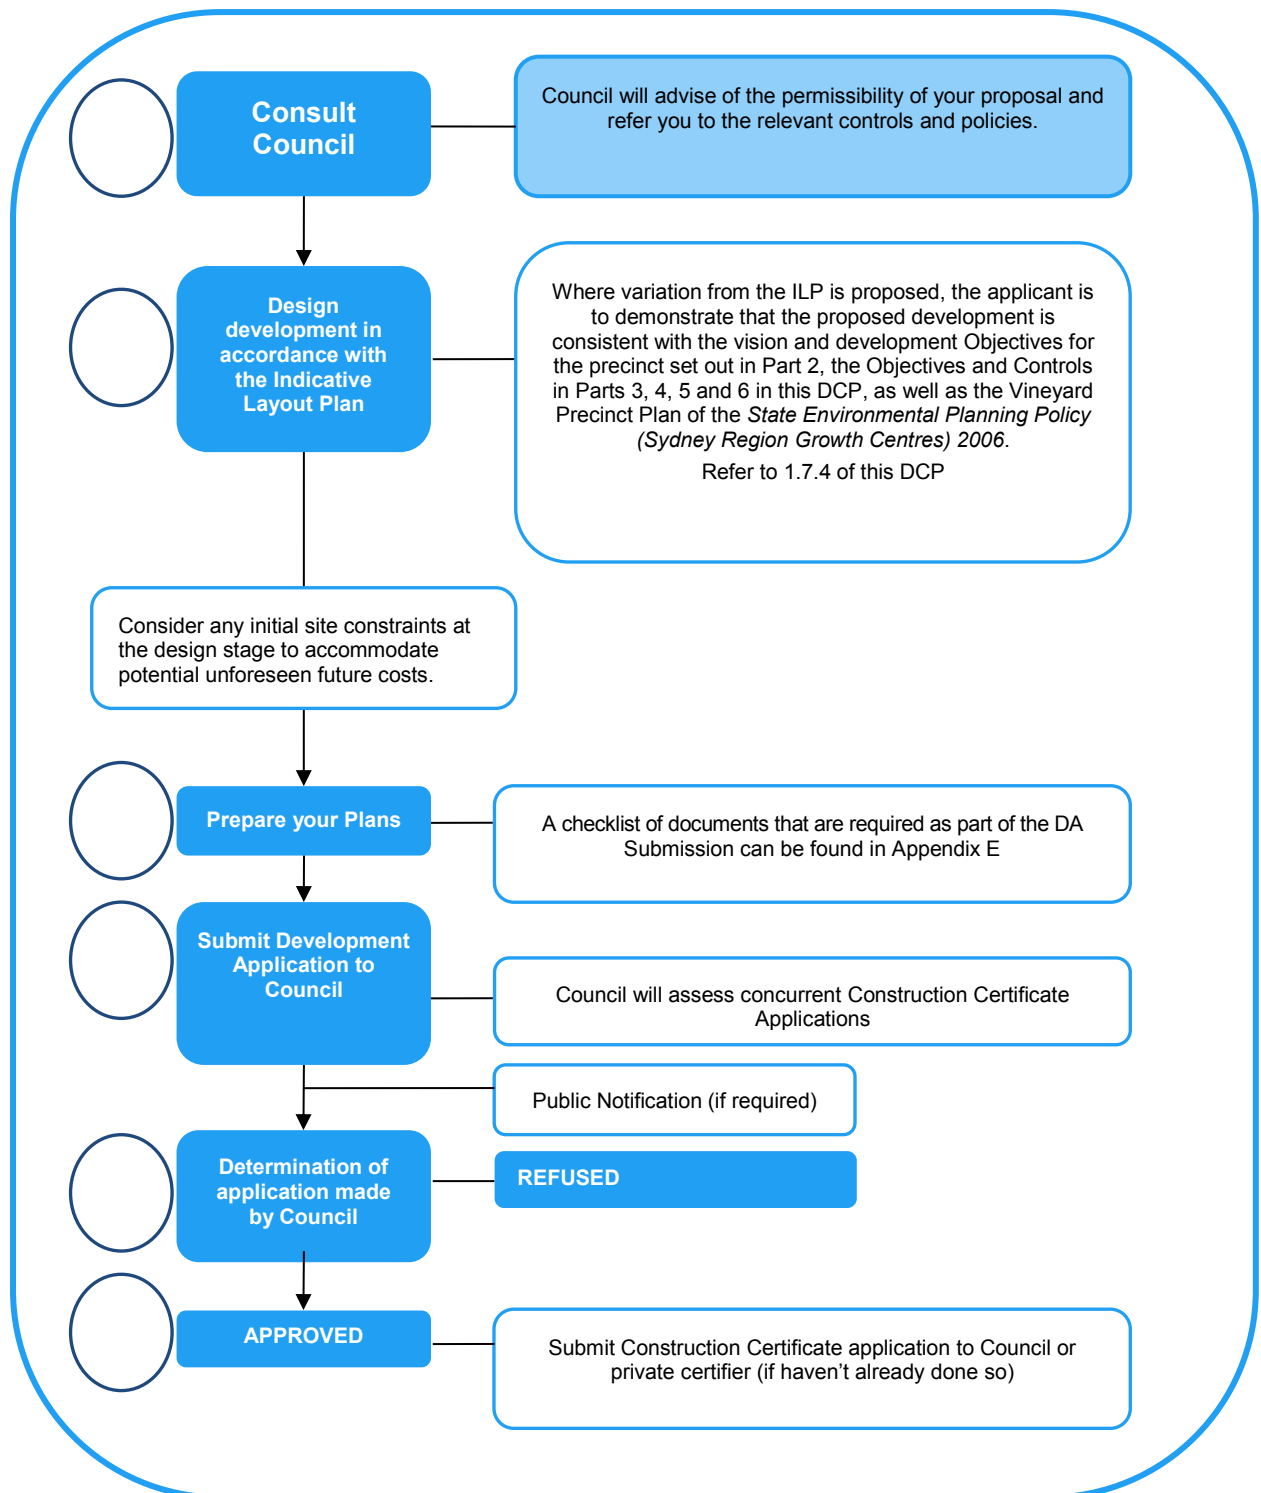 Consult
Council
Council will advise of the permissibility of your proposal and
refer you to the relevant controls and policies.
Design
development in
accordance with
the Indicative
Layout Plan
Where variation from the ILP is proposed, the applicant is
to demonstrate that the proposed development is
consistent with the vision and development Objectives for
the precinct set out in Part 2, the Objectives and Controls
in Parts 3, 4, 5 and 6 in this DCP, as well as the Vineyard
Precinct Plan of the State Environmental Planning Policy
(Sydney Region Growth Centres) 2006.
Refer to 1.7.4 of this DCP
Consider any initial site constraints at
the design stage to accommodate
potential unforeseen future costs.
Prepare your Plans
A checklist of documents that are required as part of the DA
Submission can be found in Appendix E
Submit Development
Application to
Council
Council will assess concurrent Construction Certificate
Applications
Public Notification (if required)
Determination of
application made
by Council
REFUSED
APPROVED
Submit Construction Certificate application to Council or
private certifier (if haven't already done so)